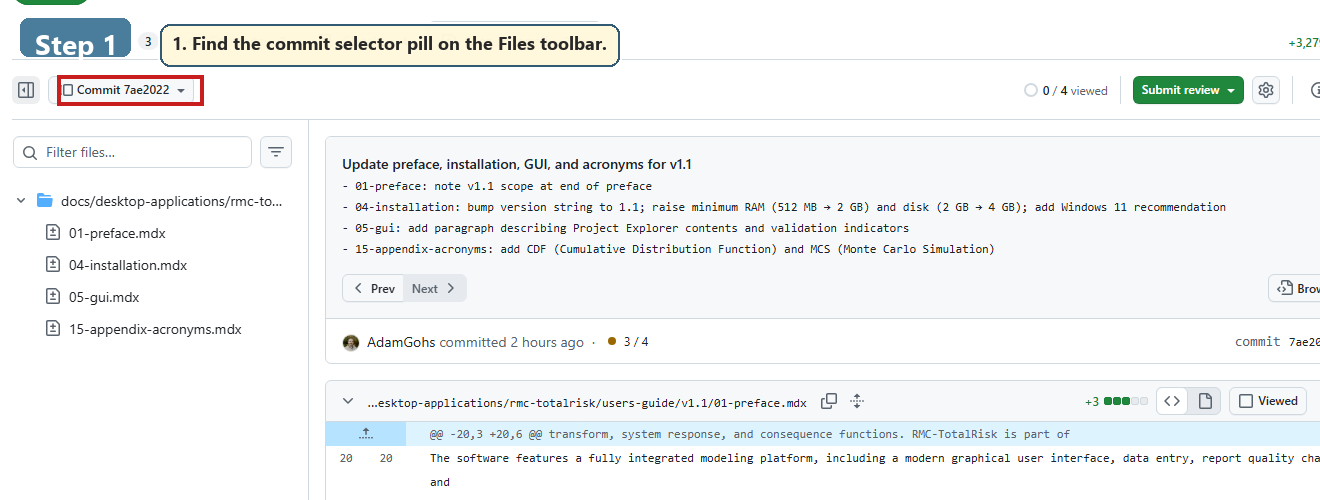 Step 1
3
1. Find the commit selector pill on the Files toolbar.
+3,27
Commit 7ae2022
0 / 4 viewed
Submit review
Filter files...
docs/desktop-applications/rmc-to...
01-preface.mdx
04-installation.mdx
05-gui.mdx
15-appendix-acronyms.mdx
Update preface, installation, GUI, and acronyms for v1.1
- 01-preface: note v1.1 scope at end of preface
- 04-installation: bump version string to 1.1; raise minimum RAM (512 MB → 2 GB) and disk (2 GB → 4 GB); add Windows 11 recommendation
- 05-gui: add paragraph describing Project Explorer contents and validation indicators
- 15-appendix-acronyms: add CDF (Cumulative Distribution Function) and MCS (Monte Carlo Simulation)
Prev Next
Brow
AdamGohs committed 2 hours ago · 3 / 4
commit 7ae20
...esktop-applications/rmc-totalrisk/users-guide/v1.1/01-preface.mdx
+3
Viewed
@@ -20,3 +20,6 @@ transform, system response, and consequence functions. RMC-TotalRisk is part of
20 20 The software features a fully integrated modeling platform, including a modern graphical user interface, data entry, report quality cha
and